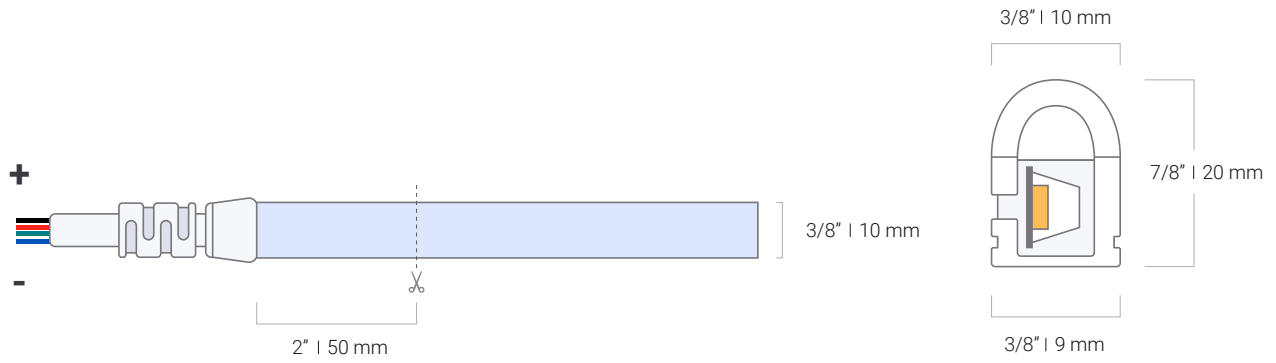 3/8” | 10 mm
7/8” | 20 mm
+
3/8” | 10 mm
-
2” | 50 mm
3/8” | 9 mm